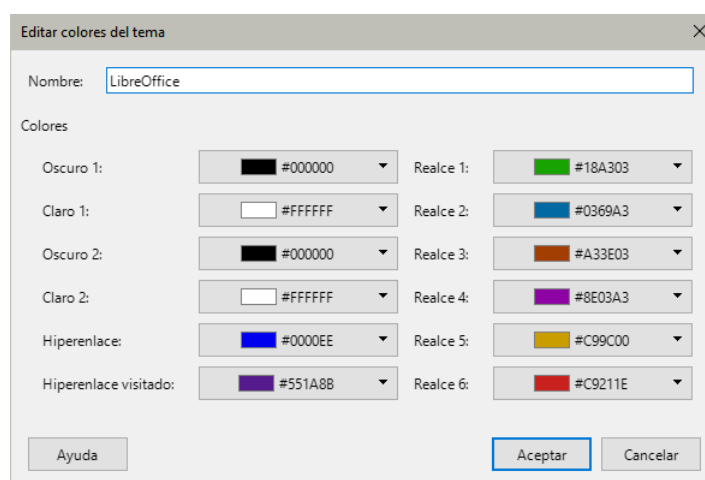 Editar colores del tema
Nombre: LibreOffice
Colores
Oscuro 1: #000000 Realce 1: #18A303
Claro 1: #FFFFFF Realce 2: #0369A3
Oscuro 2: #000000 Realce 3: #A33E03
Claro 2: #FFFFFF Realce 4: #8E03A3
Hiperenlace: #0000EE Realce 5: #C99C00
Hiperenlace visitado: #551A8B Realce 6: #C9211E
Ayuda Aceptar Cancelar